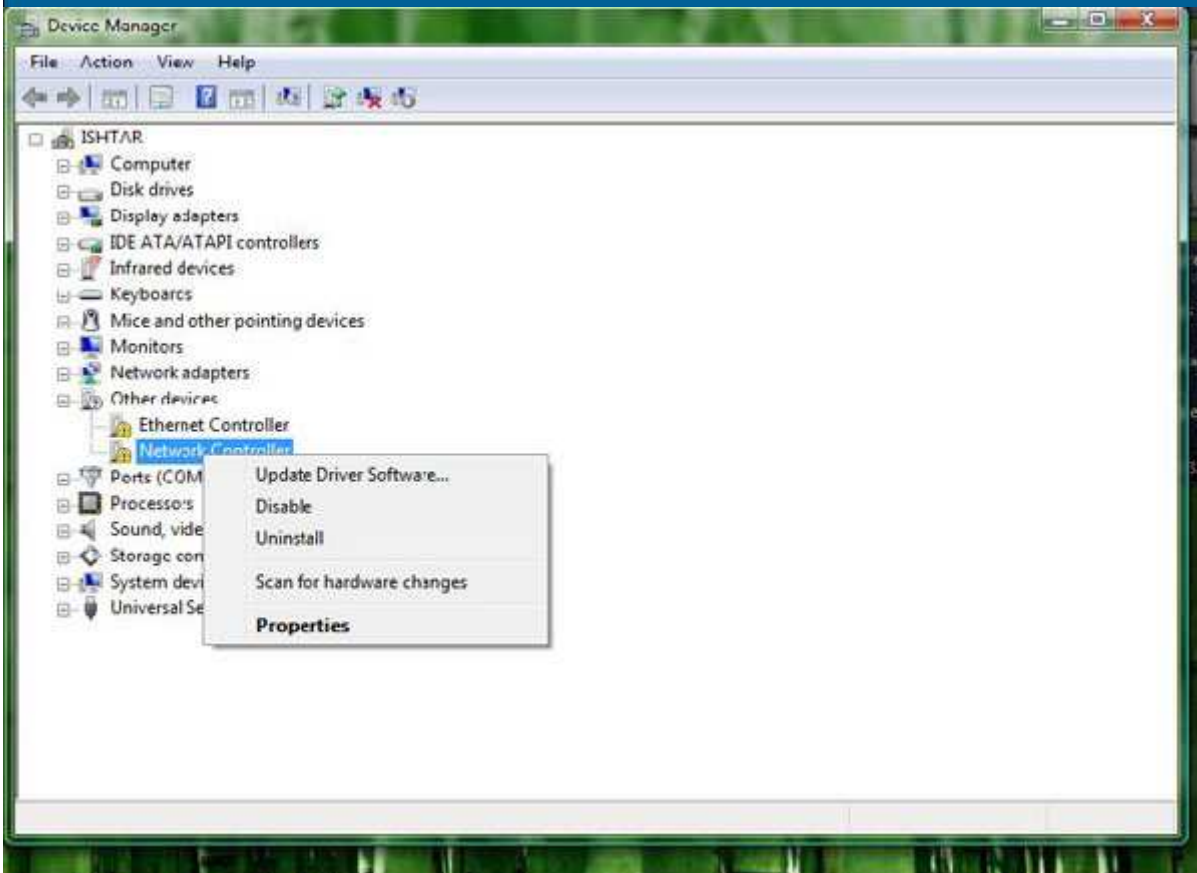 Device Manager
File Action View Help
ISHTAR
Computer
Disk drives
Display adapters
IDE ATA/ATAPI controllers
Infrared devices
Keyboards
Mice and other pointing devices
Monitors
Network adapters
Other devices
Ethernet Controller
Network Controller
Ports (COM
Processors
Sound, vide
Storage con
System devi
Universal Se
Update Driver Software...
Disable
Uninstall
Scan for hardware changes
Properties